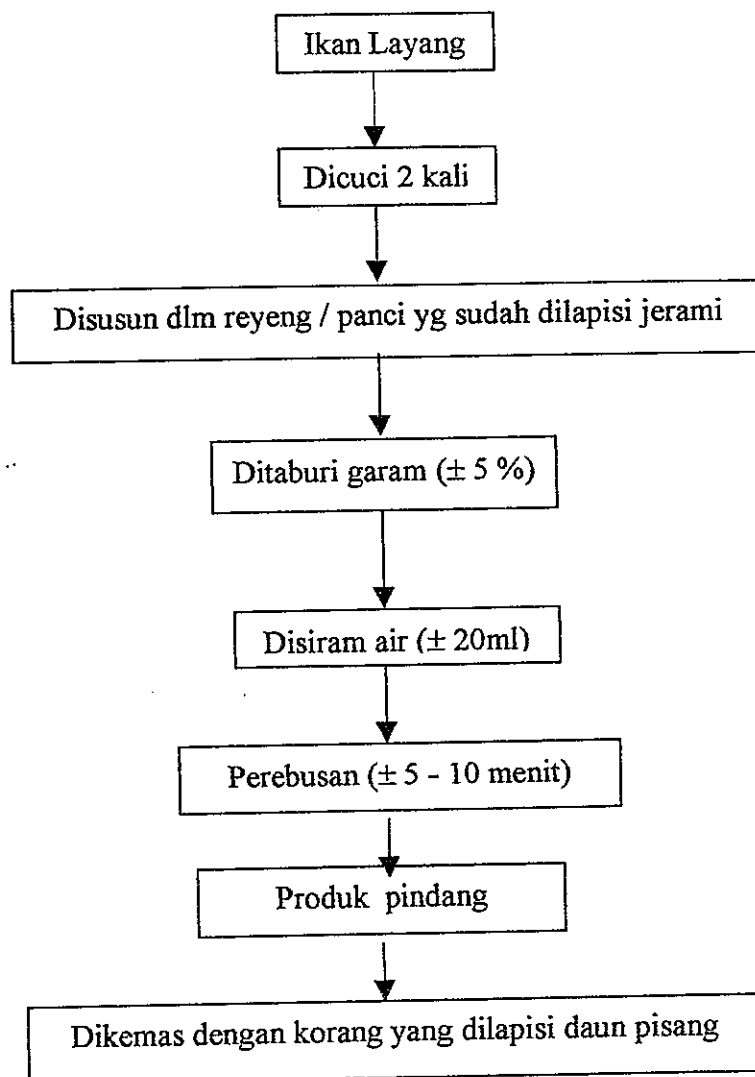 Ikan Layang
Dicuci 2 kali
Disusun dlm reyeng / panci yg sudah dilapisi jerami
Ditaburi garam (± 5 %)
Disiram air (± 20ml)
Perebusan (± 5 - 10 menit)
Produk pindang
Dikemas dengan korang yang dilapisi daun pisang